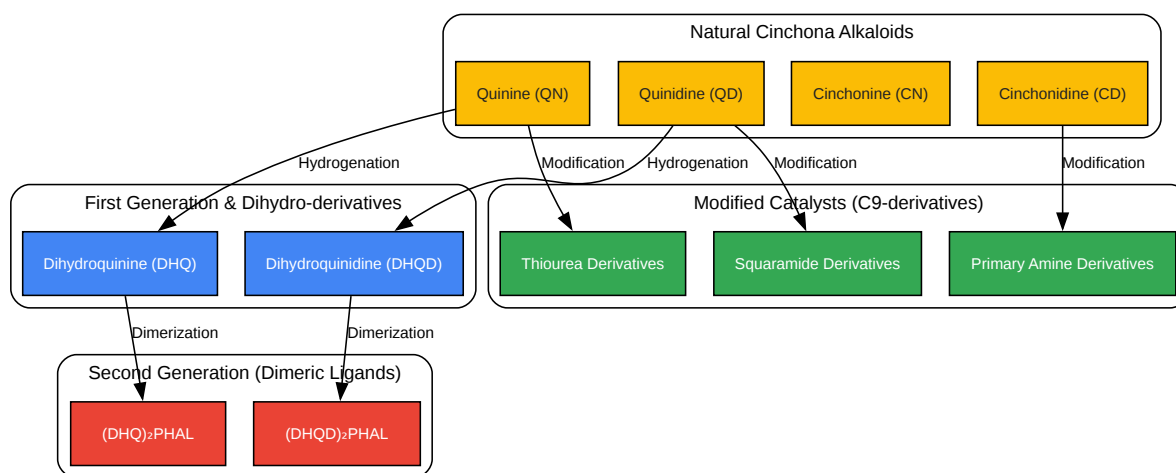 Natural Cinchona Alkaloids
Quinine (QN)
Quinidine (QD)
Cinchonine (CN)
Cinchonidine (CD)
Hydrogenation
Modification
Hydrogenation
Modification
Modification
First Generation & Dihydro-derivatives
Modified Catalysts (C9-derivatives)
Dihydroquinine (DHQ)
Dihydroquinidine (DHQD)
Thiourea Derivatives
Squaramide Derivatives
Primary Amine Derivatives
Dimerization
Dimerization
Second Generation (Dimeric Ligands)
(DHQ)₂PHAL
(DHQD)₂PHAL